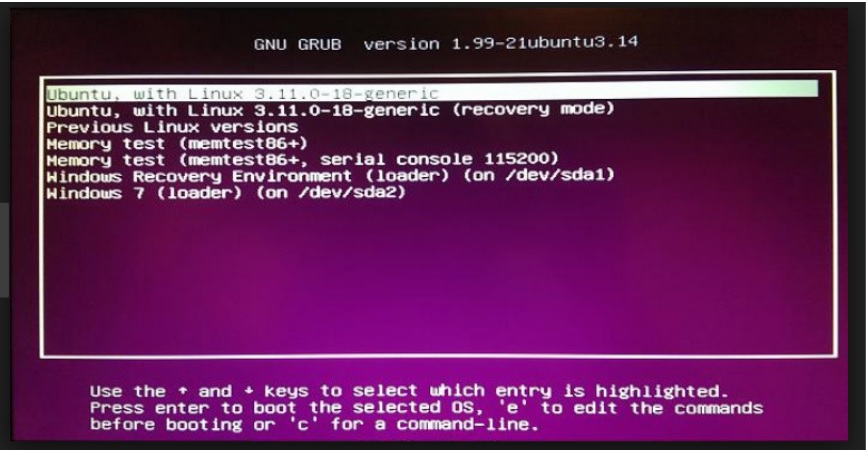 GNU GRUB version 1.99-21ubuntu3.14
Ubuntu, with Linux 3.11.0-18-generic
Ubuntu, with Linux 3.11.0-18-generic (recovery mode)
Previous Linux versions
Memory test (memtest86+)
Memory test (memtest86+, serial console 115200)
Windows Recovery Environment (loader) (on /dev/sda1)
Windows 7 (loader) (on /dev/sda2)
Use the ↑ and ↓ keys to select which entry is highlighted.
Press enter to boot the selected OS, 'e' to edit the commands
before booting or 'c' for a command-line.